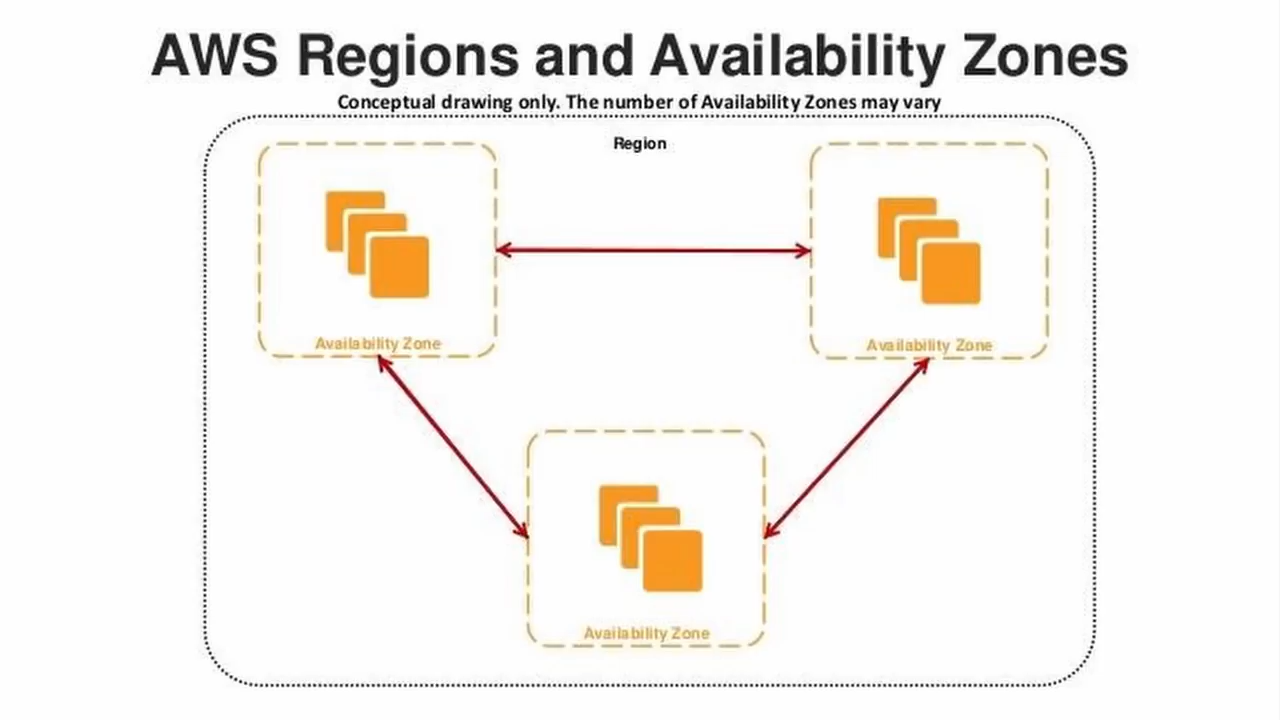 AWS Regions and Availability Zones
Conceptual drawing only. The number of Availability Zones may vary
Region
Availability Zone
Availability Zone
Availability Zone